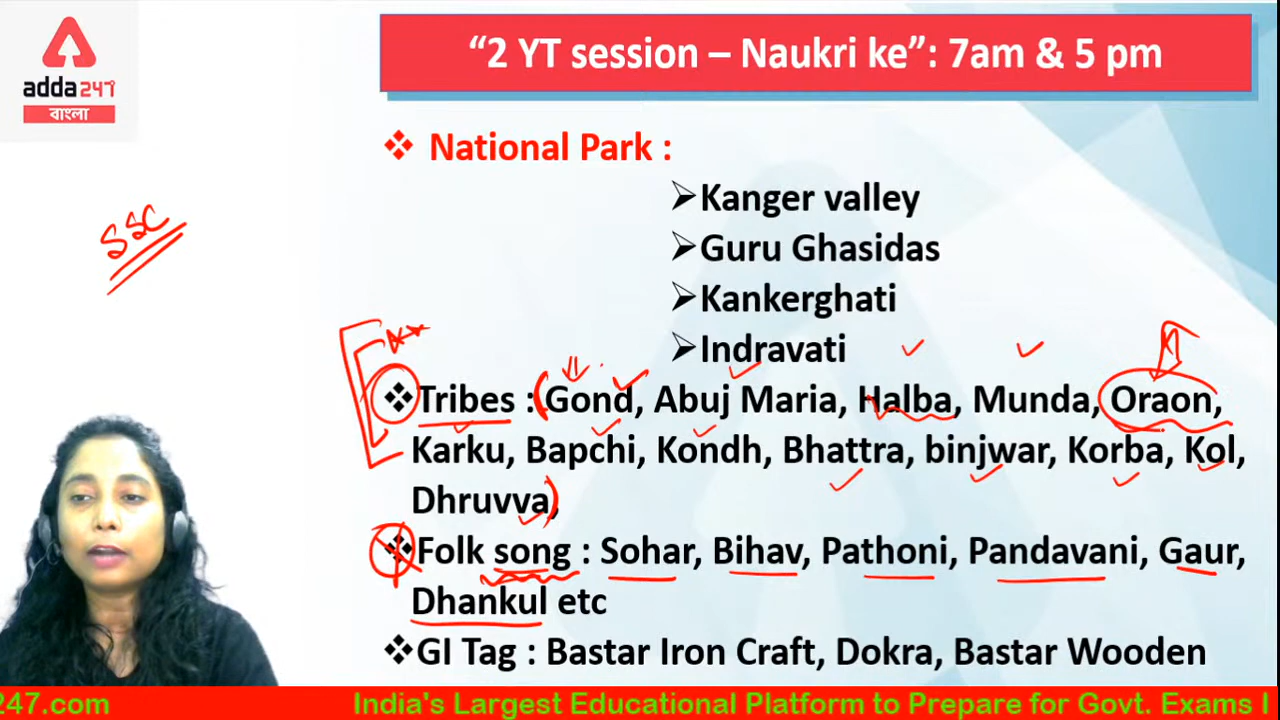 adda247
বাংলা
"2 YT session – Naukri ke": 7am & 5 pm
SSC
National Park :
Kanger valley
Guru Ghasidas
Kankerghati
Indravati
Tribes : (Gond, Abuj Maria, Halba, Munda, Oraon,
Karku, Bapchi, Kondh, Bhattra, binjwar, Korba, Kol,
Dhruvva),
Folk song : Sohar, Bihav, Pathoni, Pandavani, Gaur,
Dhankul etc
GI Tag : Bastar Iron Craft, Dokra, Bastar Wooden
247.com India's Largest Educational Platform to Prepare for Govt. Exams I